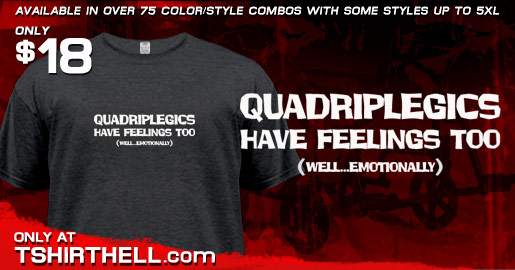 AVAILABLE IN OVER 75 COLOR/STYLE COMBOS WITH SOME STYLES UP TO 5XL
ONLY
$18
QUADRIPLEGICS
HAVE FEELINGS TOO
(WELL...EMOTIONALLY)
QUADRIPLEGICS
HAVE FEELINGS TOO
(WELL...EMOTIONALLY)
ONLY AT
TSHIRTHELL.com